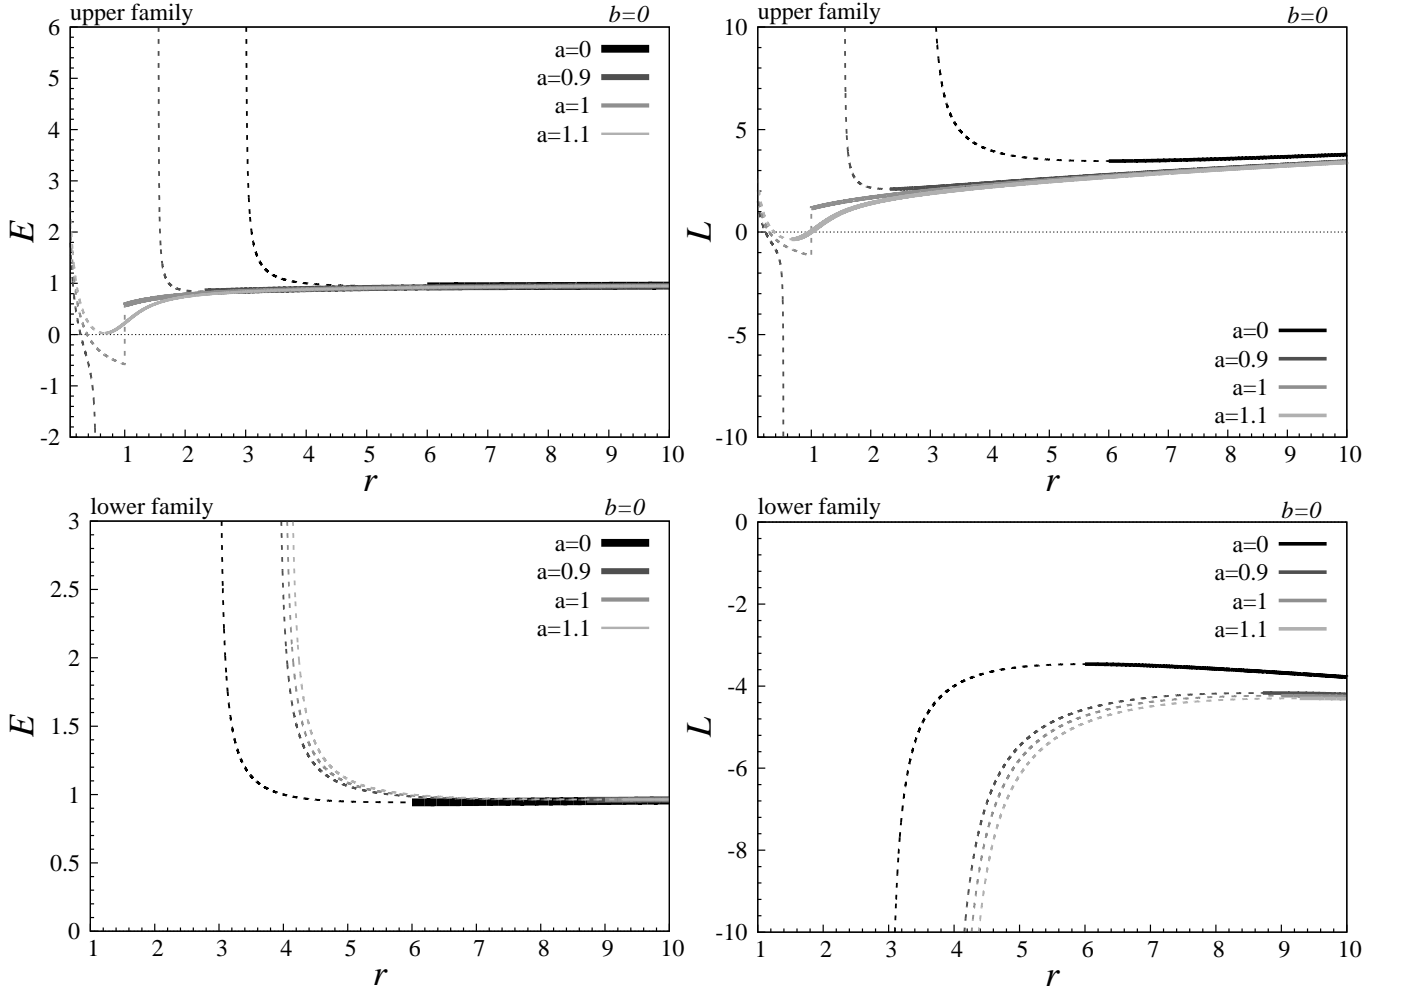 upper family
b=0
6
5
4
3
2
1
0
-1
-2
E
a=0
a=0.9
a=1
a=1.1
1 2 3 4 5 6 7 8 9 10
r
upper family
b=0
10
5
0
-5
-10
L
a=0
a=0.9
a=1
a=1.1
1 2 3 4 5 6 7 8 9 10
r
lower family
b=0
3
2.5
2
1.5
1
0.5
0
E
a=0
a=0.9
a=1
a=1.1
1 2 3 4 5 6 7 8 9 10
r
lower family
b=0
0
-2
-4
-6
-8
-10
L
a=0
a=0.9
a=1
a=1.1
1 2 3 4 5 6 7 8 9 10
r